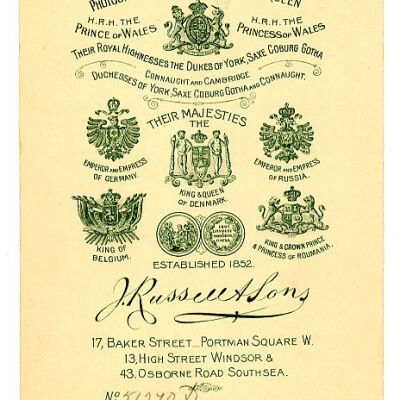 H.R.H. THE
PRINCE OF WALES
H.R.H. THE
PRINCESS OF WALES
THEIR ROYAL HIGHNESSES THE DUKES OF YORK, SAXE COBURG GOTHA
CONNAUGHT AND CAMBRIDGE
DUCHESSES OF YORK, SAXE COBURG GOTHA AND CONNAUGHT.
THEIR MAJESTIES
THE
EMPEROR AND EMPRESS
OF GERMANY.
EMPEROR AND EMPRESS
OF RUSSIA.
KING & QUEEN
OF DENMARK.
KING OF
BELGIUM.
KING & CROWN PRINCE
& PRINCESS OF ROUMANIA.
ESTABLISHED 1852.
J. Russell & Sons
17, BAKER STREET_ PORTMAN SQUARE W.
13, HIGH STREET WINDSOR &
43, OSBORNE ROAD SOUTHSEA.
No